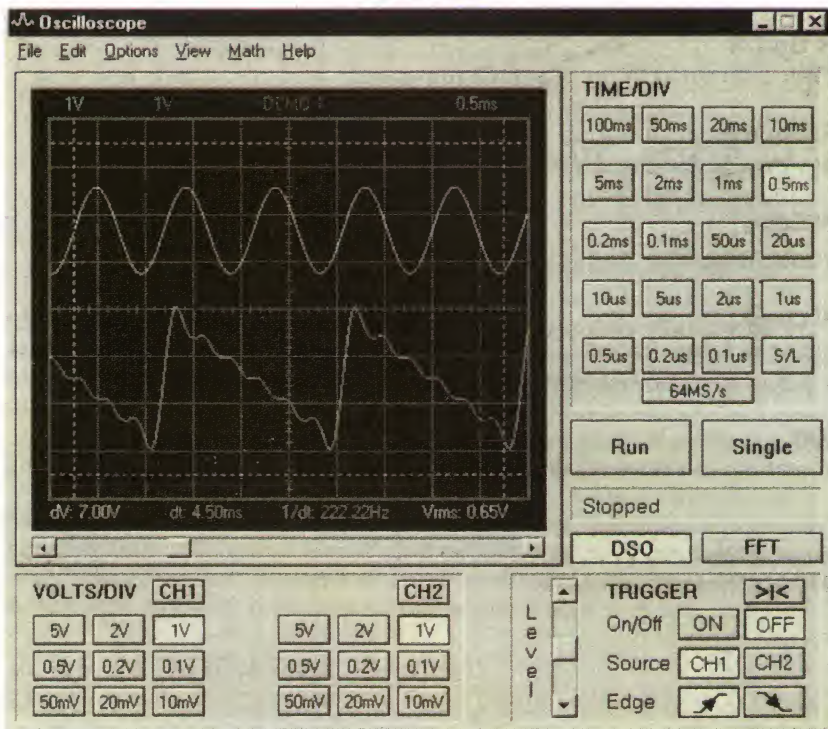 Oscilloscope
File Edit Options View Math Help
1V 1V DEMO 1 0.5ms
dV: 7.00V dt: 4.50ms 1/dt: 222.22Hz Vrms: 0.65V
TIME/DIV
100ms 50ms 20ms 10ms
5ms 2ms 1ms 0.5ms
0.2ms 0.1ms 50us 20us
10us 5us 2us 1us
0.5us 0.2us 0.1us S/L
64MS/s
Run Single
Stopped
DSO FFT
VOLTS/DIV CH1 CH2
5V 2V 1V 5V 2V 1V
0.5V 0.2V 0.1V 0.5V 0.2V 0.1V
50mV 20mV 10mV 50mV 20mV 10mV
Level
TRIGGER >|<
On/Off ON OFF
Source CH1 CH2
Edge